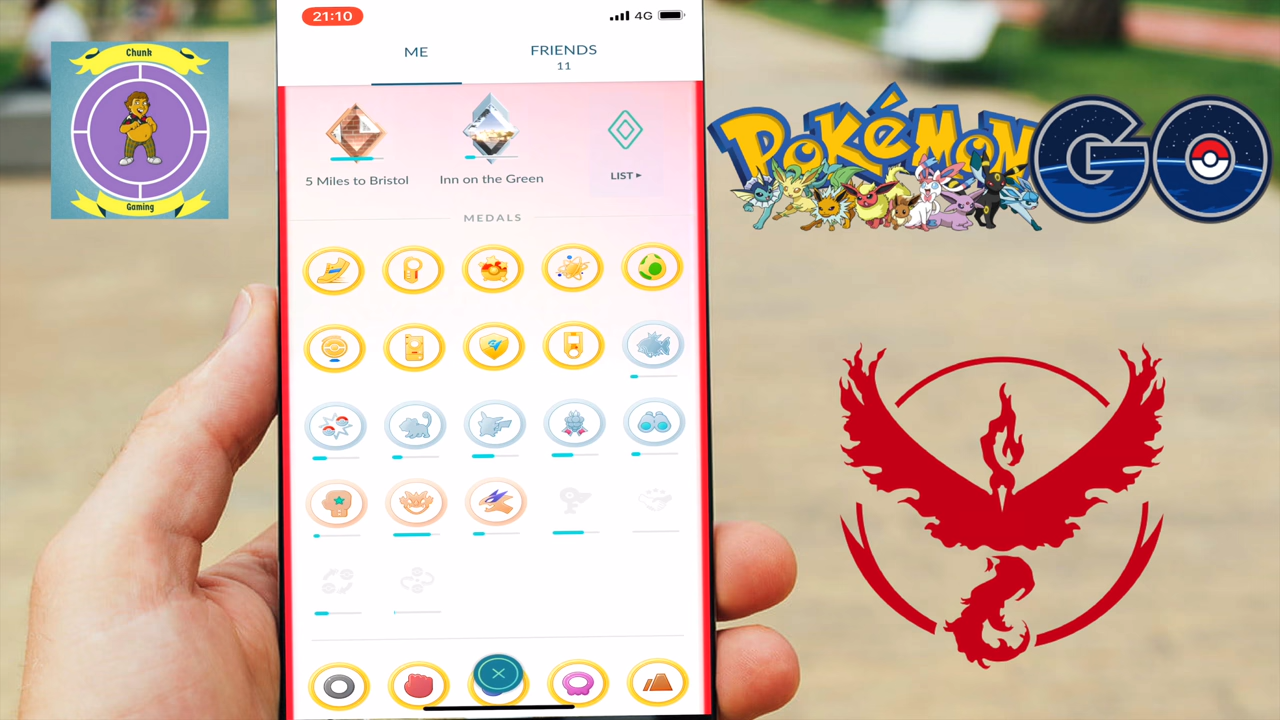 21:10
4G
ME
FRIENDS
11
Chunk
Gaming
5 Miles to Bristol
Inn on the Green
LIST ▸
MEDALS
POKéMON GO